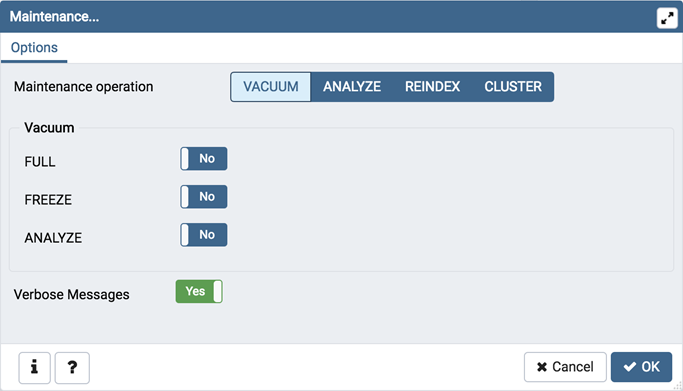 Maintenance...
Options
Maintenance operation VACUUM ANALYZE REINDEX CLUSTER
Vacuum
FULL No
FREEZE No
ANALYZE No
Verbose Messages Yes
i ? Cancel OK